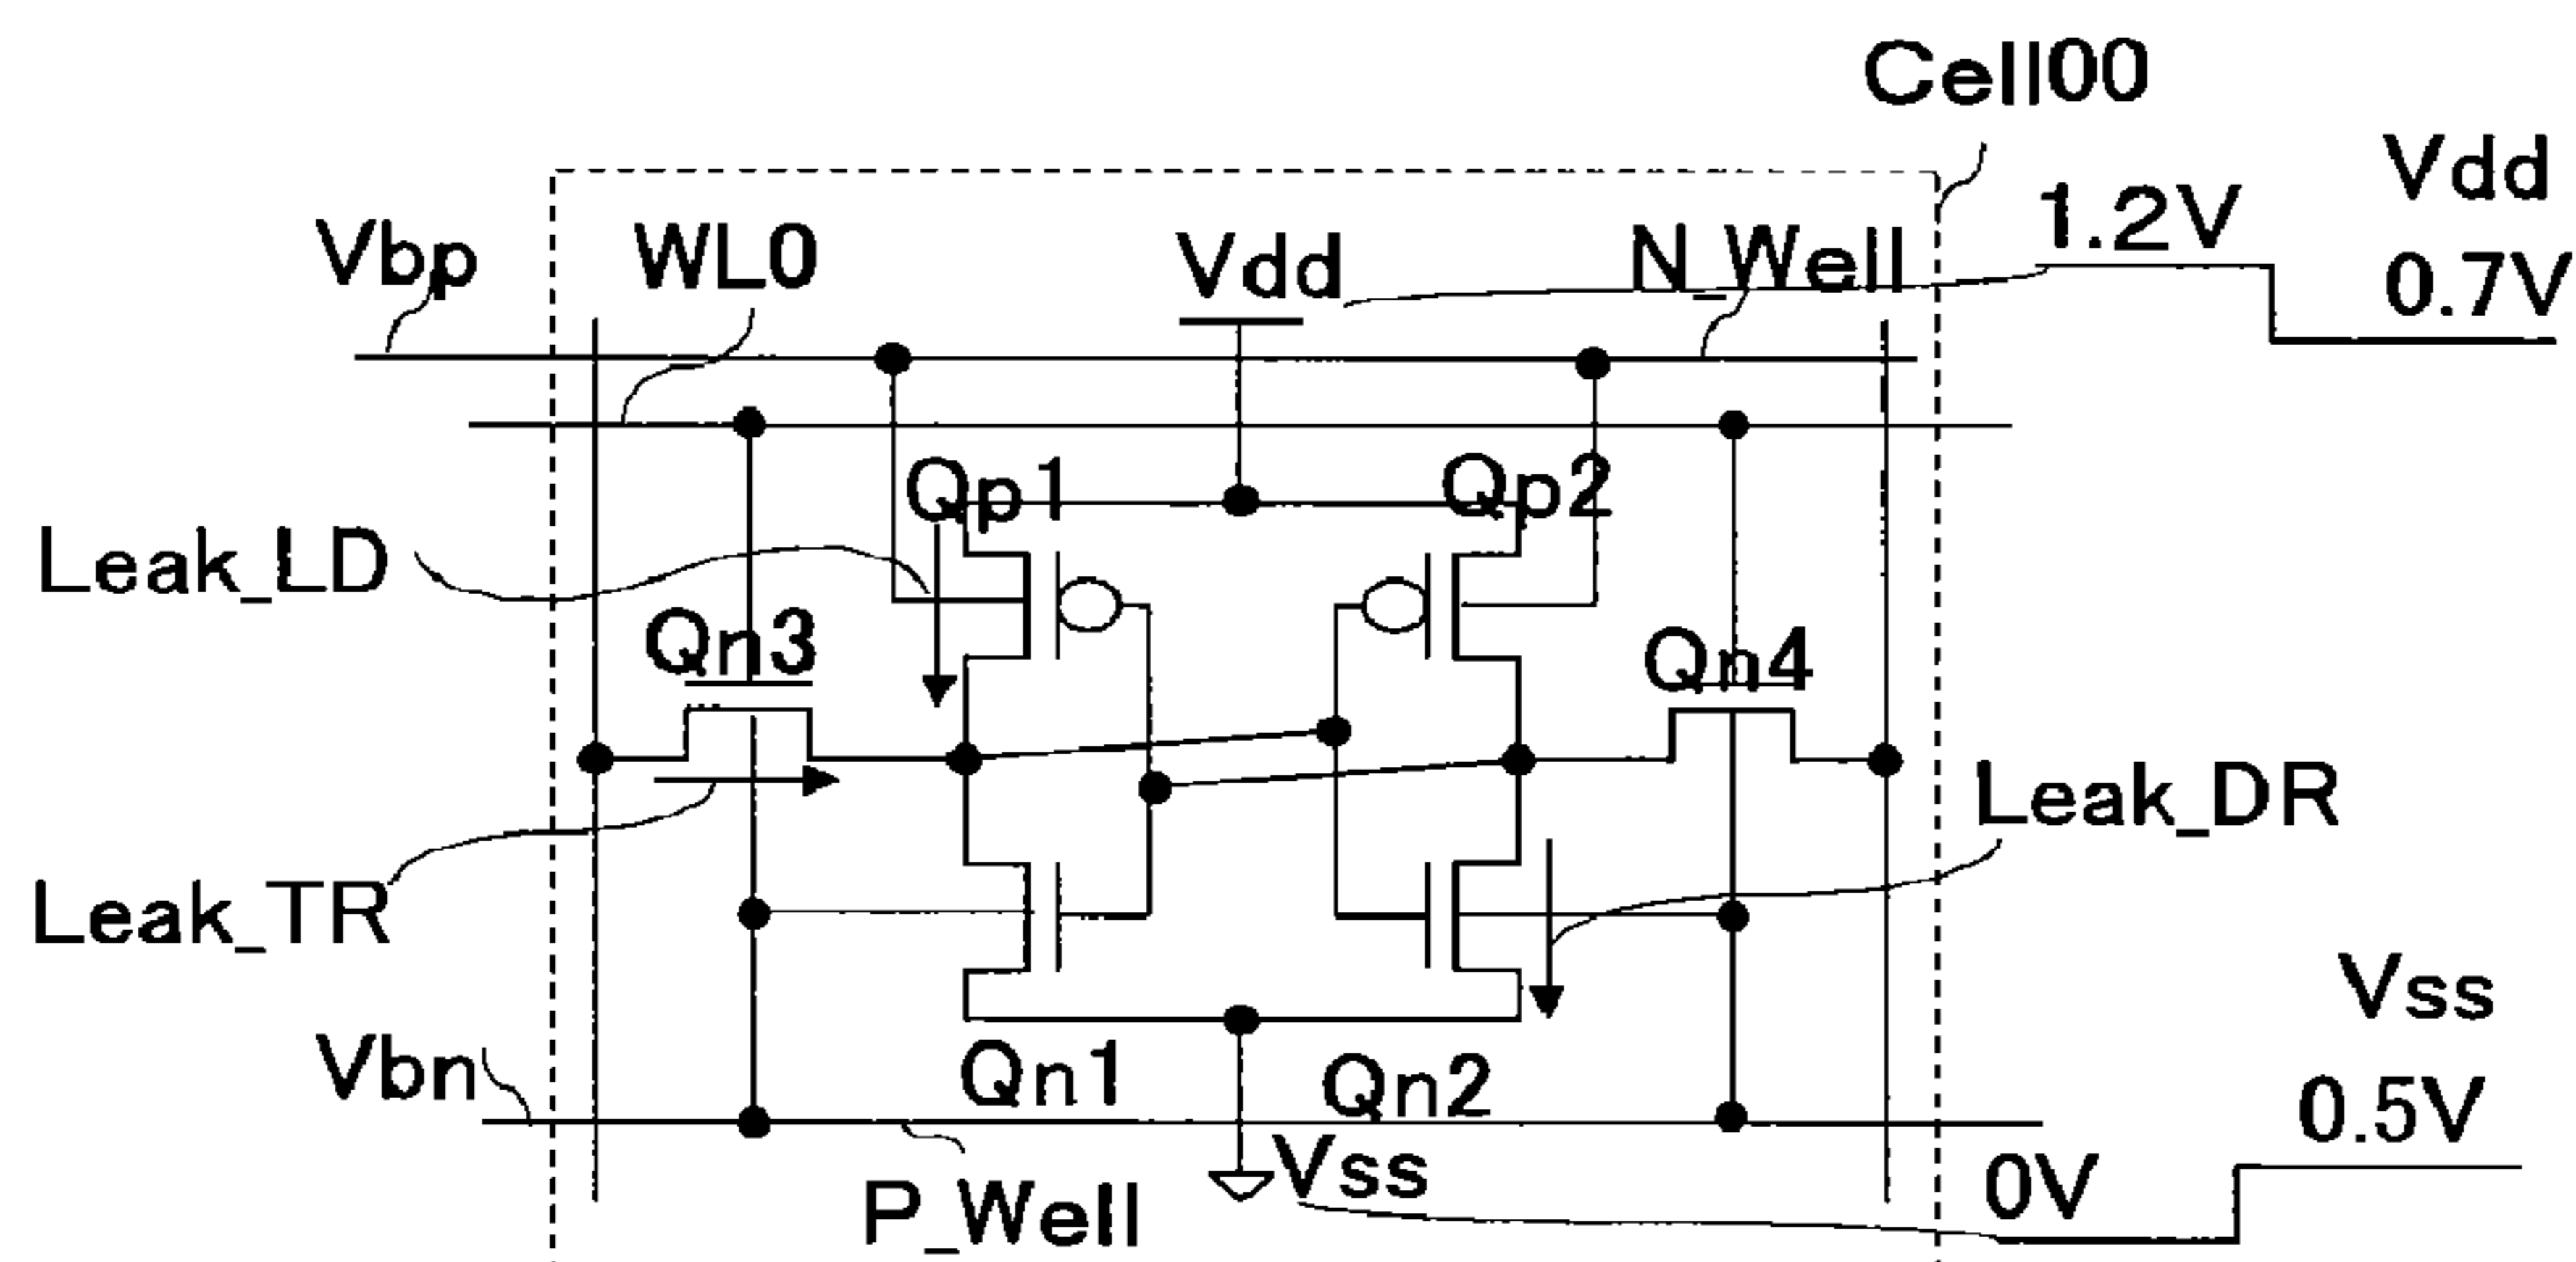 Cell00
Vdd
1.2V
0.7V
Vbp
WL0
Vdd
N_Well
Qp1
Qp2
Leak_LD
Qn3
Qn4
Leak_DR
Leak_TR
Vss
0.5V
Vbn
Qn1
Qn2
Vss
0V
P_Well